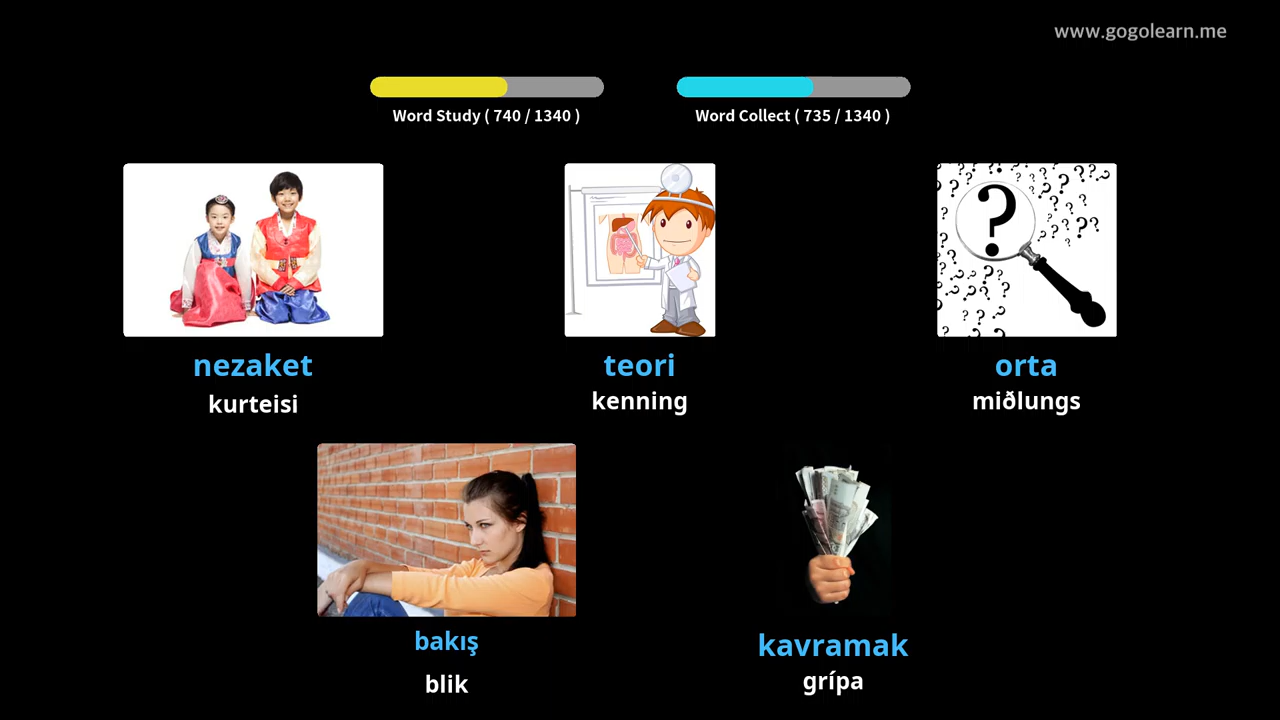 www.gogolearn.me
Word Study ( 740 / 1340 )
Word Collect ( 735 / 1340 )
nezaket
kurteisi
teori
kenning
orta
miðlungs
bakış
blik
kavramak
grípa